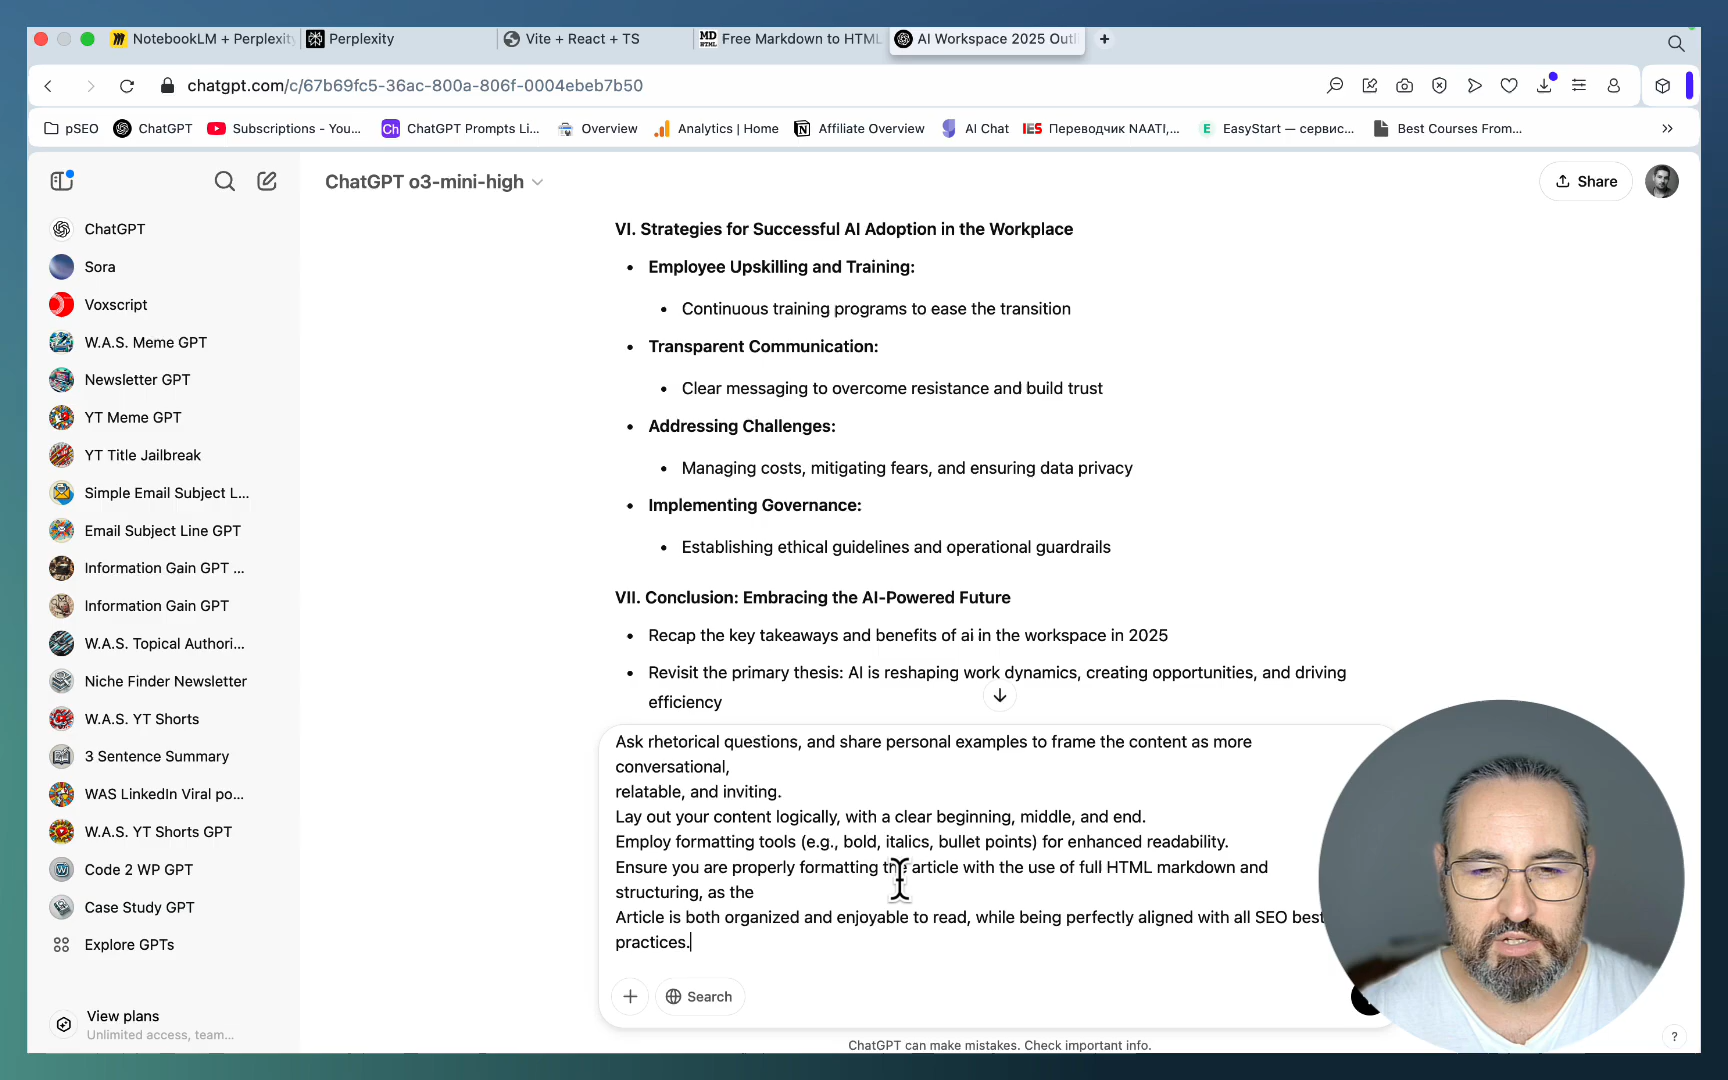 NotebookLM + Perplexity
Perplexity
Vite + React + TS
MD
HTML
Free Markdown to HTML
AI Workspace 2025 Outl
chatgpt.com/c/67b69fc5-36ac-800a-806f-0004ebeb7b50
pSEO
ChatGPT
Subscriptions - You...
Ch
ChatGPT Prompts Li...
Overview
Analytics | Home
Affiliate Overview
AI Chat
IES
Переводчик NAATI,...
E
EasyStart — сервис...
Best Courses From...
ChatGPT o3-mini-high
Share
ChatGPT
Sora
Voxscript
W.A.S. Meme GPT
Newsletter GPT
YT Meme GPT
YT Title Jailbreak
Simple Email Subject L...
Email Subject Line GPT
Information Gain GPT ...
Information Gain GPT
W.A.S. Topical Authori...
Niche Finder Newsletter
W.A.S. YT Shorts
3 Sentence Summary
WAS LinkedIn Viral po...
W.A.S. YT Shorts GPT
Code 2 WP GPT
Case Study GPT
Explore GPTs
View plans
Unlimited access, team...
VI. Strategies for Successful AI Adoption in the Workplace
• Employee Upskilling and Training:
• Continuous training programs to ease the transition
• Transparent Communication:
• Clear messaging to overcome resistance and build trust
• Addressing Challenges:
• Managing costs, mitigating fears, and ensuring data privacy
• Implementing Governance:
• Establishing ethical guidelines and operational guardrails
VII. Conclusion: Embracing the AI-Powered Future
• Recap the key takeaways and benefits of ai in the workspace in 2025
• Revisit the primary thesis: AI is reshaping work dynamics, creating opportunities, and driving
efficiency
Ask rhetorical questions, and share personal examples to frame the content as more
conversational,
relatable, and inviting.
Lay out your content logically, with a clear beginning, middle, and end.
Employ formatting tools (e.g., bold, italics, bullet points) for enhanced readability.
Ensure you are properly formatting the article with the use of full HTML markdown and
structuring, as the
Article is both organized and enjoyable to read, while being perfectly aligned with all SEO best
practices.
Search
ChatGPT can make mistakes. Check important info.
?